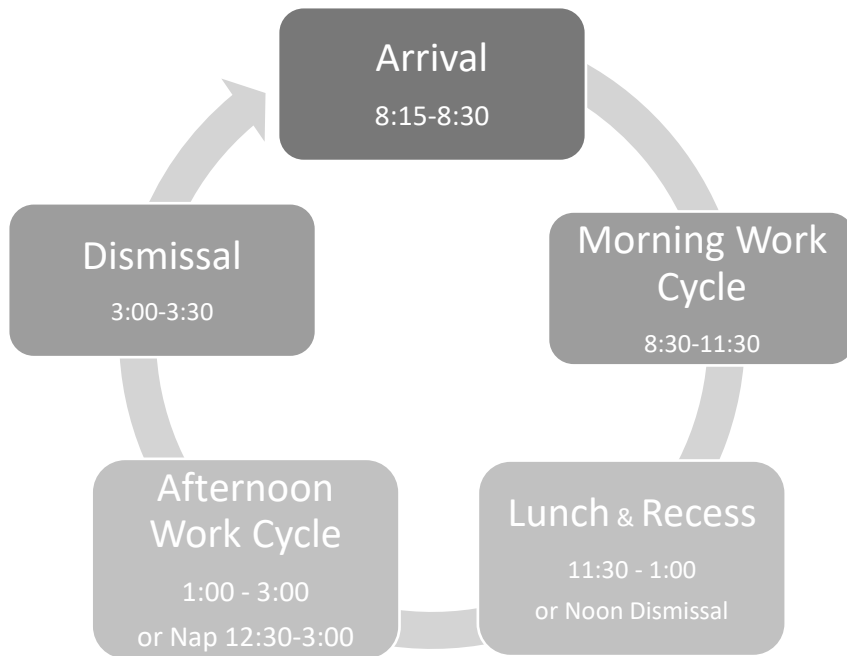 Arrival
8:15-8:30
Morning Work
Cycle
8:30-11:30
Lunch & Recess
11:30 - 1:00
or Noon Dismissal
Afternoon
Work Cycle
1:00 - 3:00
or Nap 12:30-3:00
Dismissal
3:00-3:30